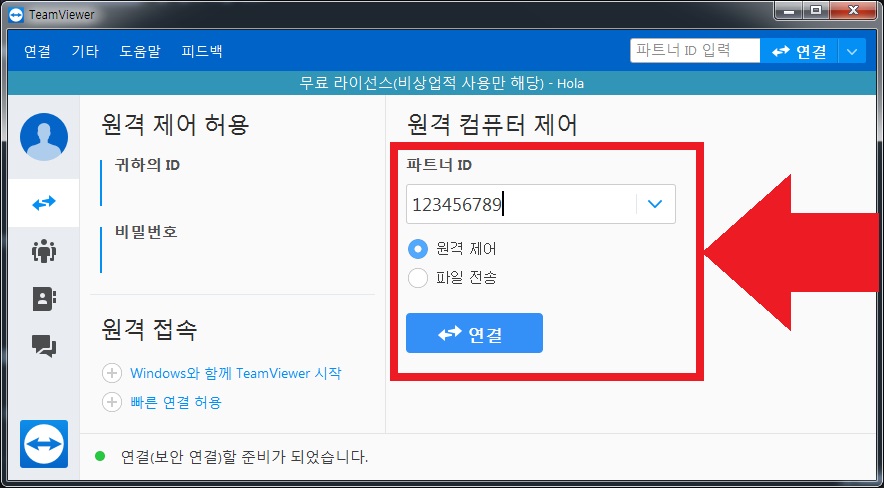 TeamViewer
연결 기타 도움말 피드백 파트너 ID 입력 연결
무료 라이선스(비상업적 사용만 해당) - Hola
원격 제어 허용
귀하의 ID
비밀번호
원격 접속
Windows와 함께 TeamViewer 시작
빠른 연결 허용
원격 컴퓨터 제어
파트너 ID
123456789
원격 제어
파일 전송
연결
연결(보안 연결)할 준비가 되었습니다.